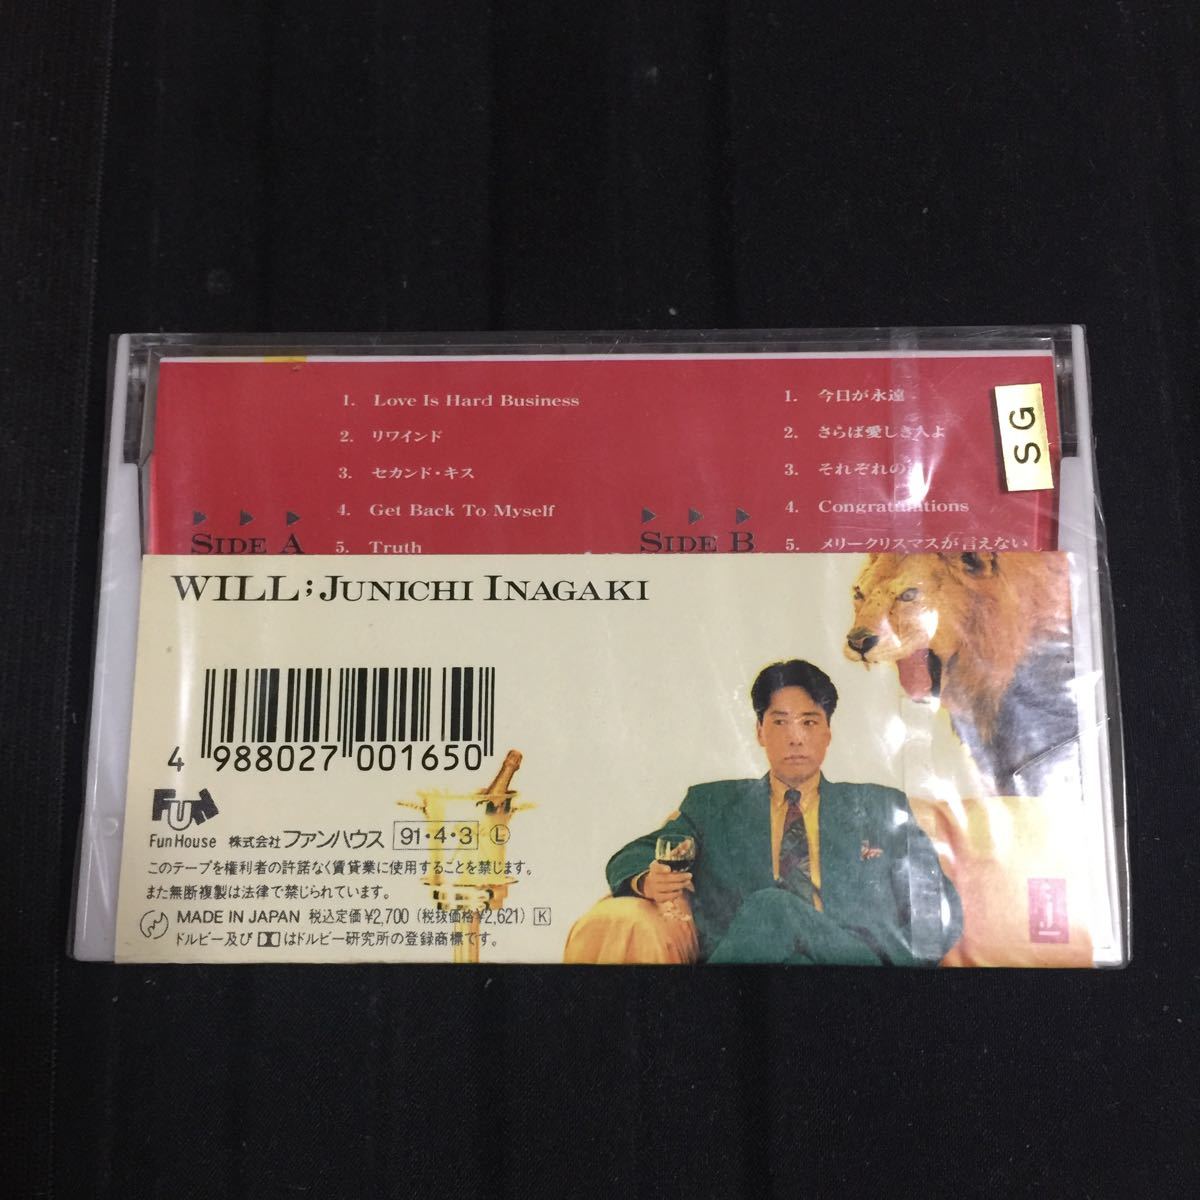 1. Love Is Hard Business
2. リワインド
3. セカンド・キス
4. Get Back To Myself
5. Truth
SIDE A
1. 今日が永遠
2. さらば愛しき人よ
3. それぞれの
4. Congratulations
5. メリークリスマスが言えない
SIDE B
SG
WILL;JUNICHI INAGAKI
4 988027 001650
Fun
Fun House 株式会社ファンハウス 91・4・3 Ⓛ
このテープを権利者の許諾なく賃貸業に使用することを禁じます。
また無断複製は法律で禁じられています。
MADE IN JAPAN 税込定価¥2,700 (税抜価格¥2,621) K
ドルビー及びはドルビー研究所の登録商標です。